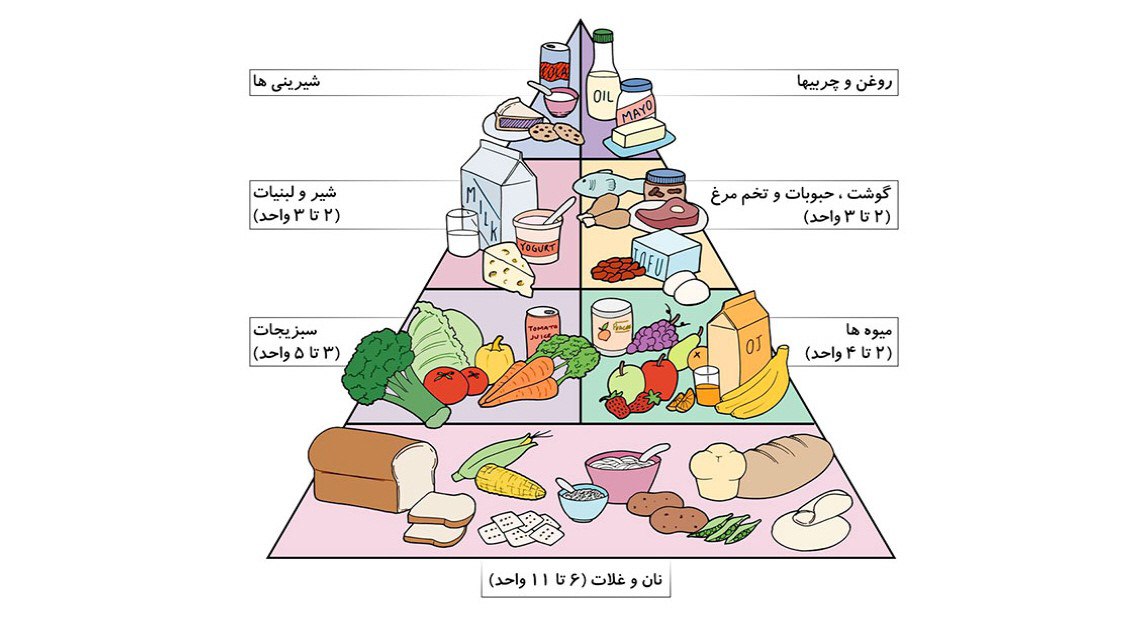 روغن و چربیها
شیرینی ها
COLA
OIL
MAYO
گوشت ، حبوبات و تخم مرغ
(۲ تا ۳ واحد)
شیر و لبنیات
(۲ تا ۳ واحد)
MILK
YOGURT
TOFU
میوه ها
(۲ تا ۴ واحد)
سبزیجات
(۳ تا ۵ واحد)
TOMATO
JUICE
OJ
نان و غلات (۶ تا ۱۱ واحد)